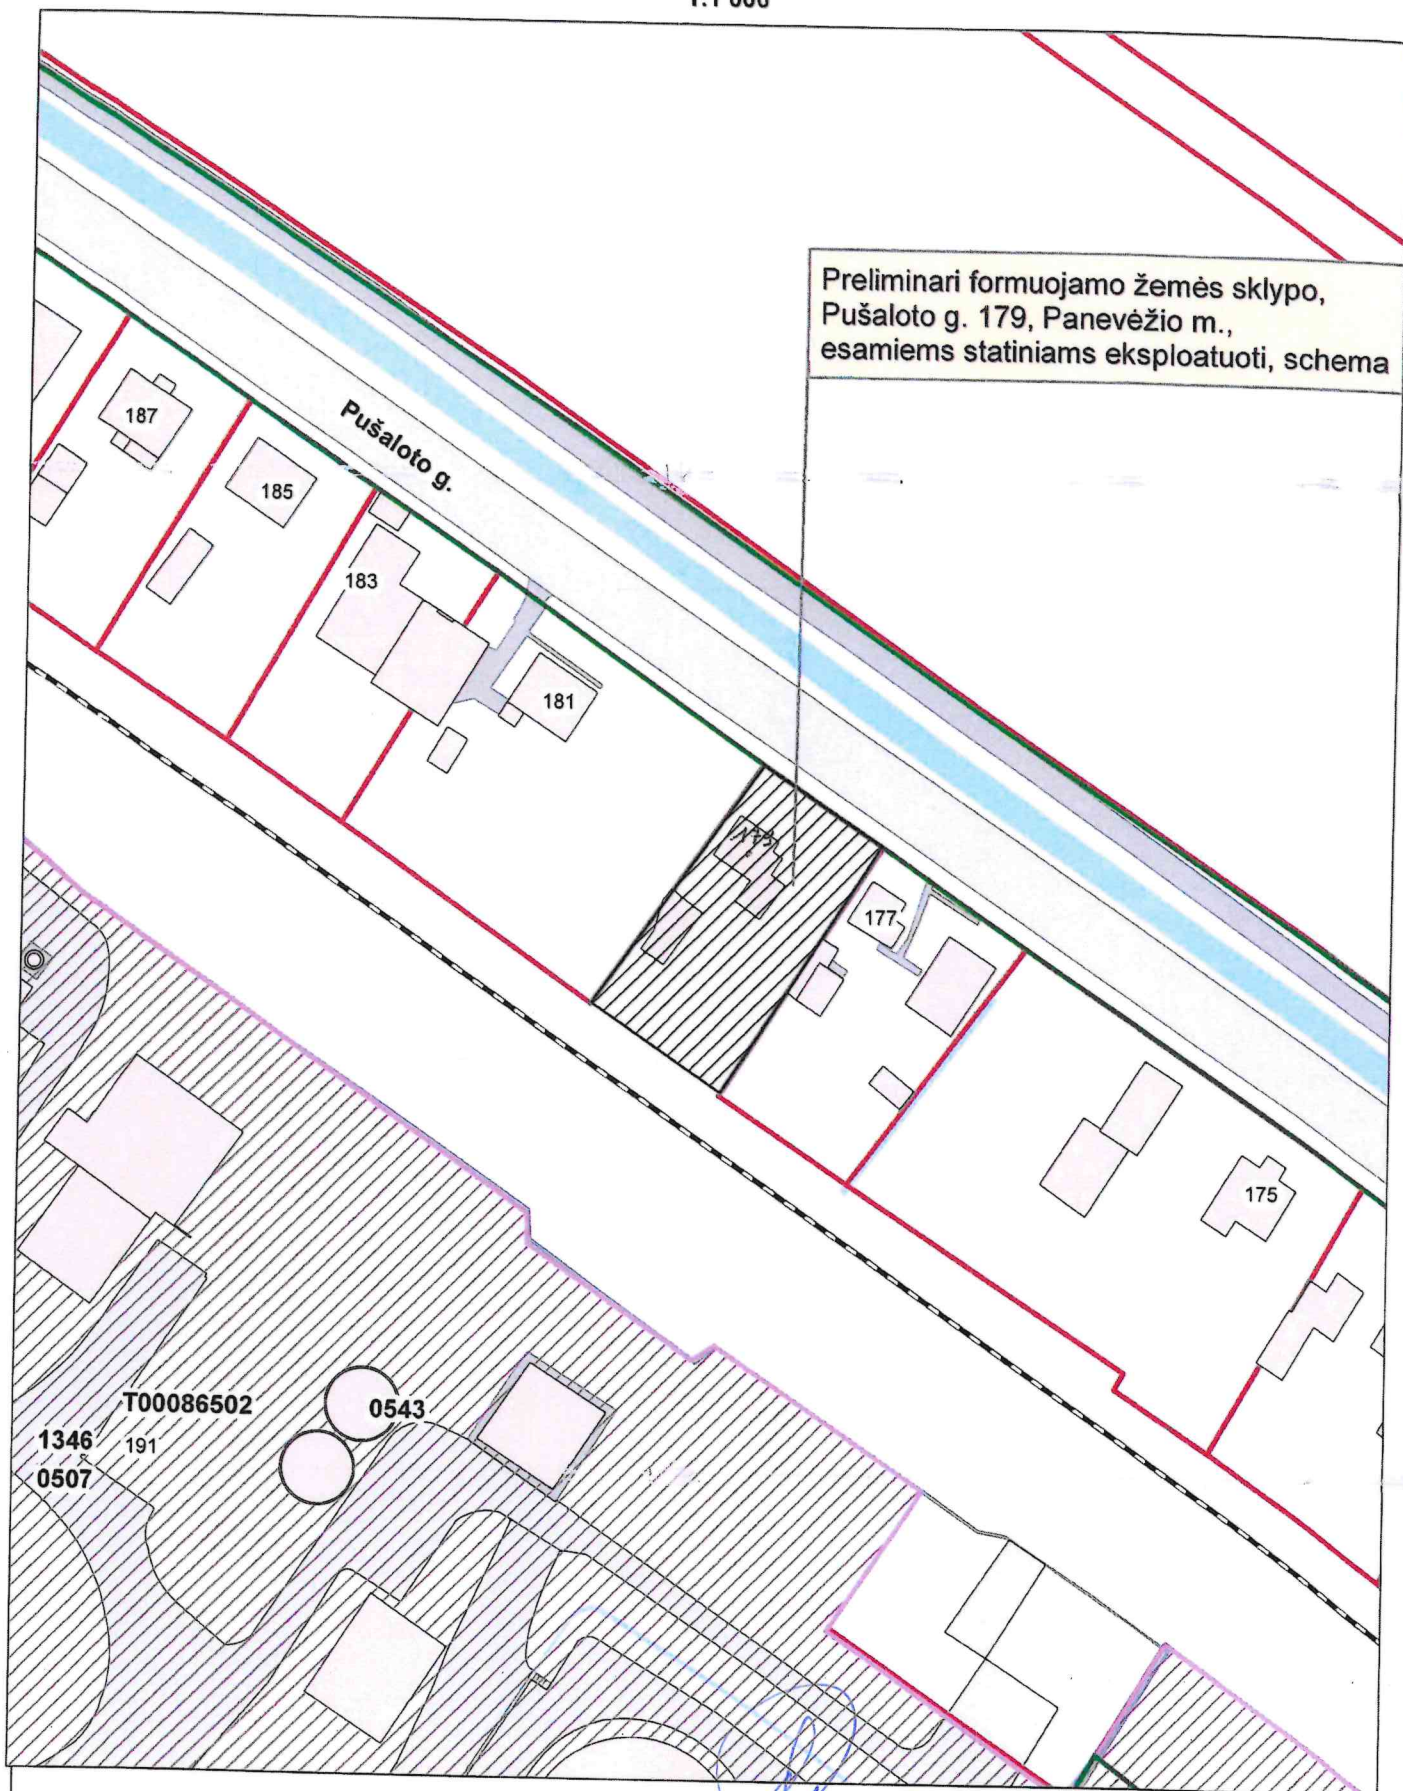 Preliminari formuojamo žemės sklypo,
Pušaloto g. 179, Panevėžio m.,
esamiems statiniams eksploatuoti, schema
187
Pušaloto g.
185
183
181
177
175
T00086502
0543
1346
191
0507